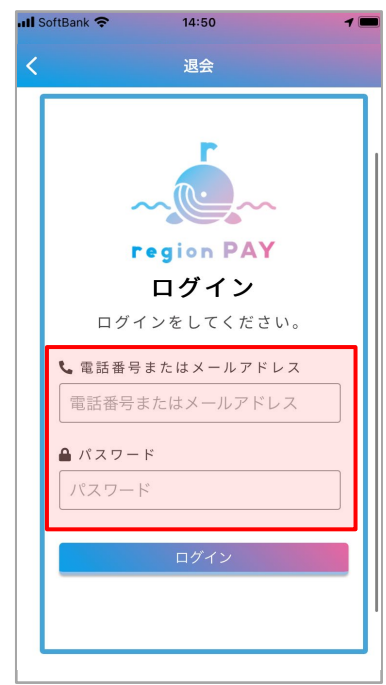 SoftBank 14:50
退会
r
region PAY
ログイン
ログインをしてください。
電話番号またはメールアドレス
電話番号またはメールアドレス
パスワード
パスワード
ログイン